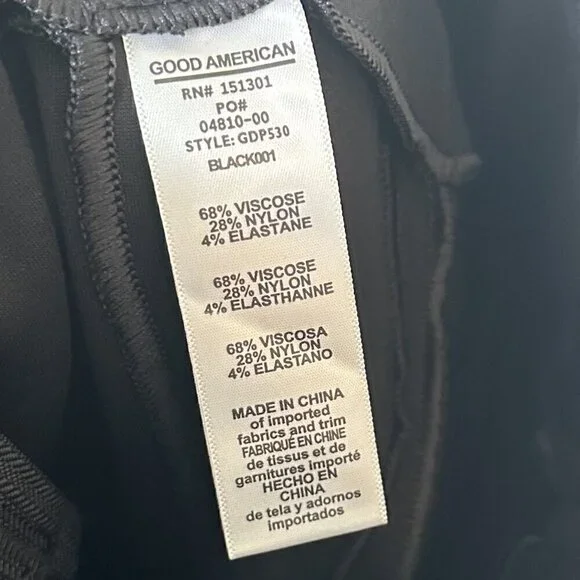 GOOD AMERICAN
RN# 151301
PO#
04810-00
STYLE: GDP530
BLACK001
68% VISCOSE
28% NYLON
4% ELASTANE
68% VISCOSE
28% NYLON
4% ELASTHANNE
68% VISCOSA
28% NYLON
4% ELASTANO
MADE IN CHINA
of imported
fabrics and trim
FABRIQUÉ EN CHINE
de tissus et de
garnitures importé
HECHO EN
CHINA
de tela y adornos
importados